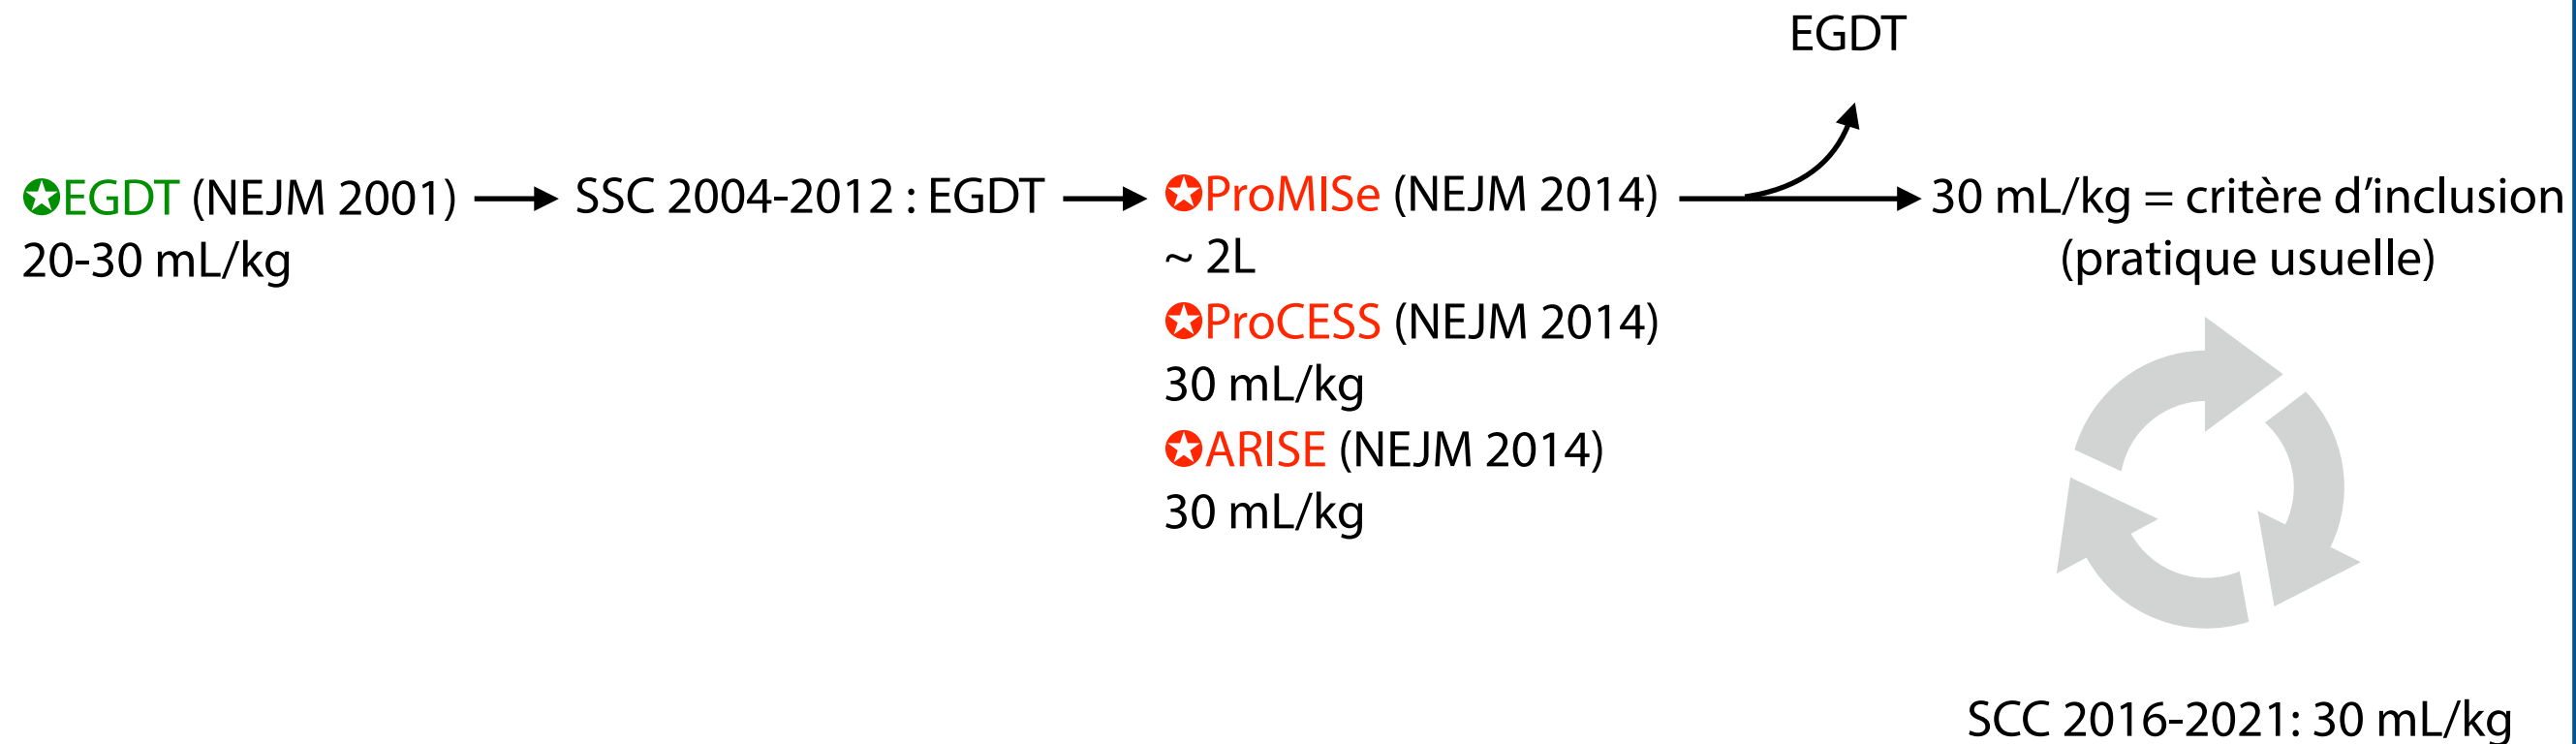 EGDT
✪EGDT (NEJM 2001)
20-30 mL/kg
SSC 2004-2012 : EGDT
✪ProMISe (NEJM 2014)
~ 2L
✪ProCESS (NEJM 2014)
30 mL/kg
✪ARISE (NEJM 2014)
30 mL/kg
30 mL/kg = critère d’inclusion
(pratique usuelle)
SCC 2016-2021: 30 mL/kg